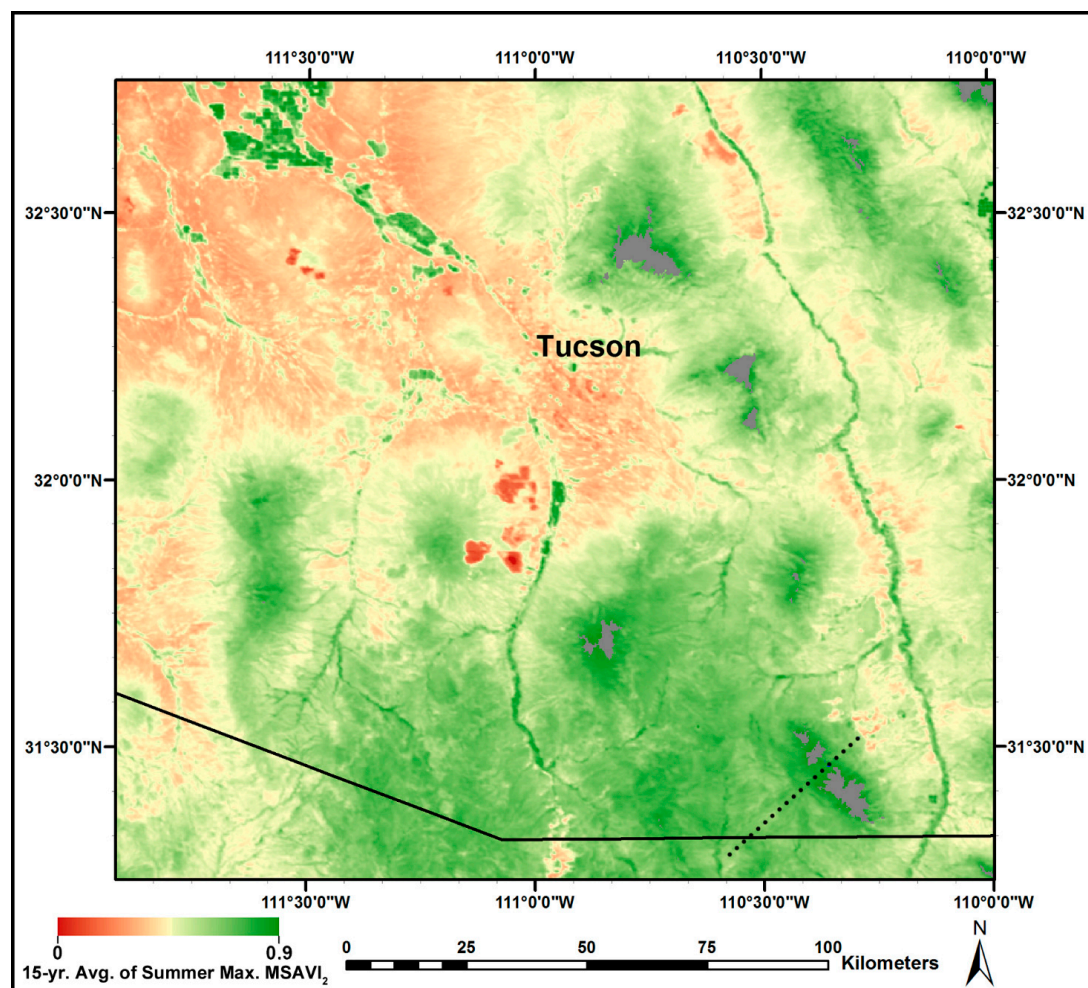 111°30'0"W 111°0'0"W 110°30'0"W 110°0'0"W
32°30'0"N 32°30'0"N
Tucson
32°0'0"N 32°0'0"N
31°30'0"N 31°30'0"N
111°30'0"W 111°0'0"W 110°30'0"W 110°0'0"W
0 0.9
15-yr. Avg. of Summer Max. MSAVI₂
0 25 50 75 100
Kilometers
N